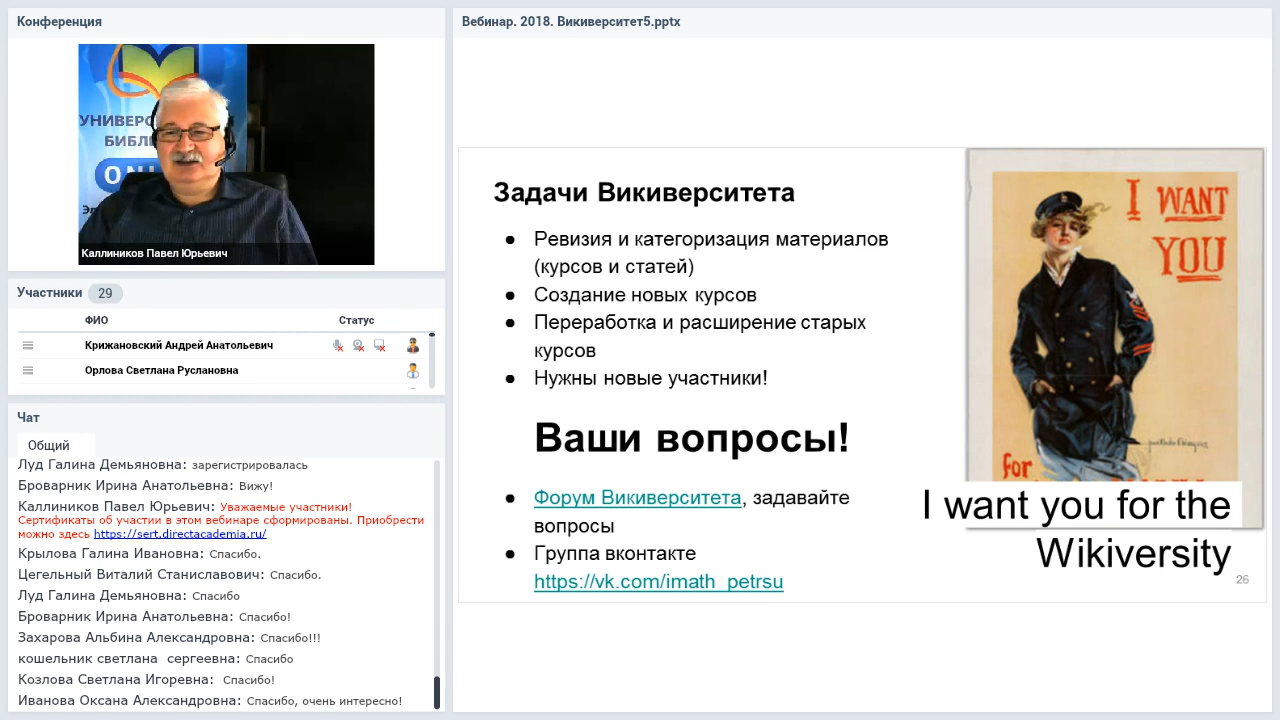 Конференция
УНИВЕРС
БИБЛИ
ON
Каллиников Павел Юрьевич
Участники 29
ФИО Статус
Крижановский Андрей Анатольевич
Орлова Светлана Руслановна
Чат
Общий
Луд Галина Демьяновна: зарегистрировалась
Броварник Ирина Анатольевна: Вижу!
Каллиников Павел Юрьевич: Уважаемые участники!
Сертификаты об участии в этом вебинаре сформированы. Приобрести
можно здесь https://sert.directacademia.ru/
Крылова Галина Ивановна: Спасибо.
Цегельный Виталий Станиславович: Спасибо.
Луд Галина Демьяновна: Спасибо
Броварник Ирина Анатольевна: Спасибо!
Захарова Альбина Александровна: Спасибо!!!
кошельник светлана сергеевна: Спасибо
Козлова Светлана Игоревна: Спасибо!
Иванова Оксана Александровна: Спасибо, очень интересно!
Вебинар. 2018. Викиверситет5.pptx
Задачи Викиверситета
● Ревизия и категоризация материалов
(курсов и статей)
● Создание новых курсов
● Переработка и расширение старых
курсов
● Нужны новые участники!
Ваши вопросы!
● Форум Викиверситета, задавайте
вопросы
● Группа вконтакте
https://vk.com/imath_petrsu
I WANT
YOU
for
I want you for the
Wikiversity
26